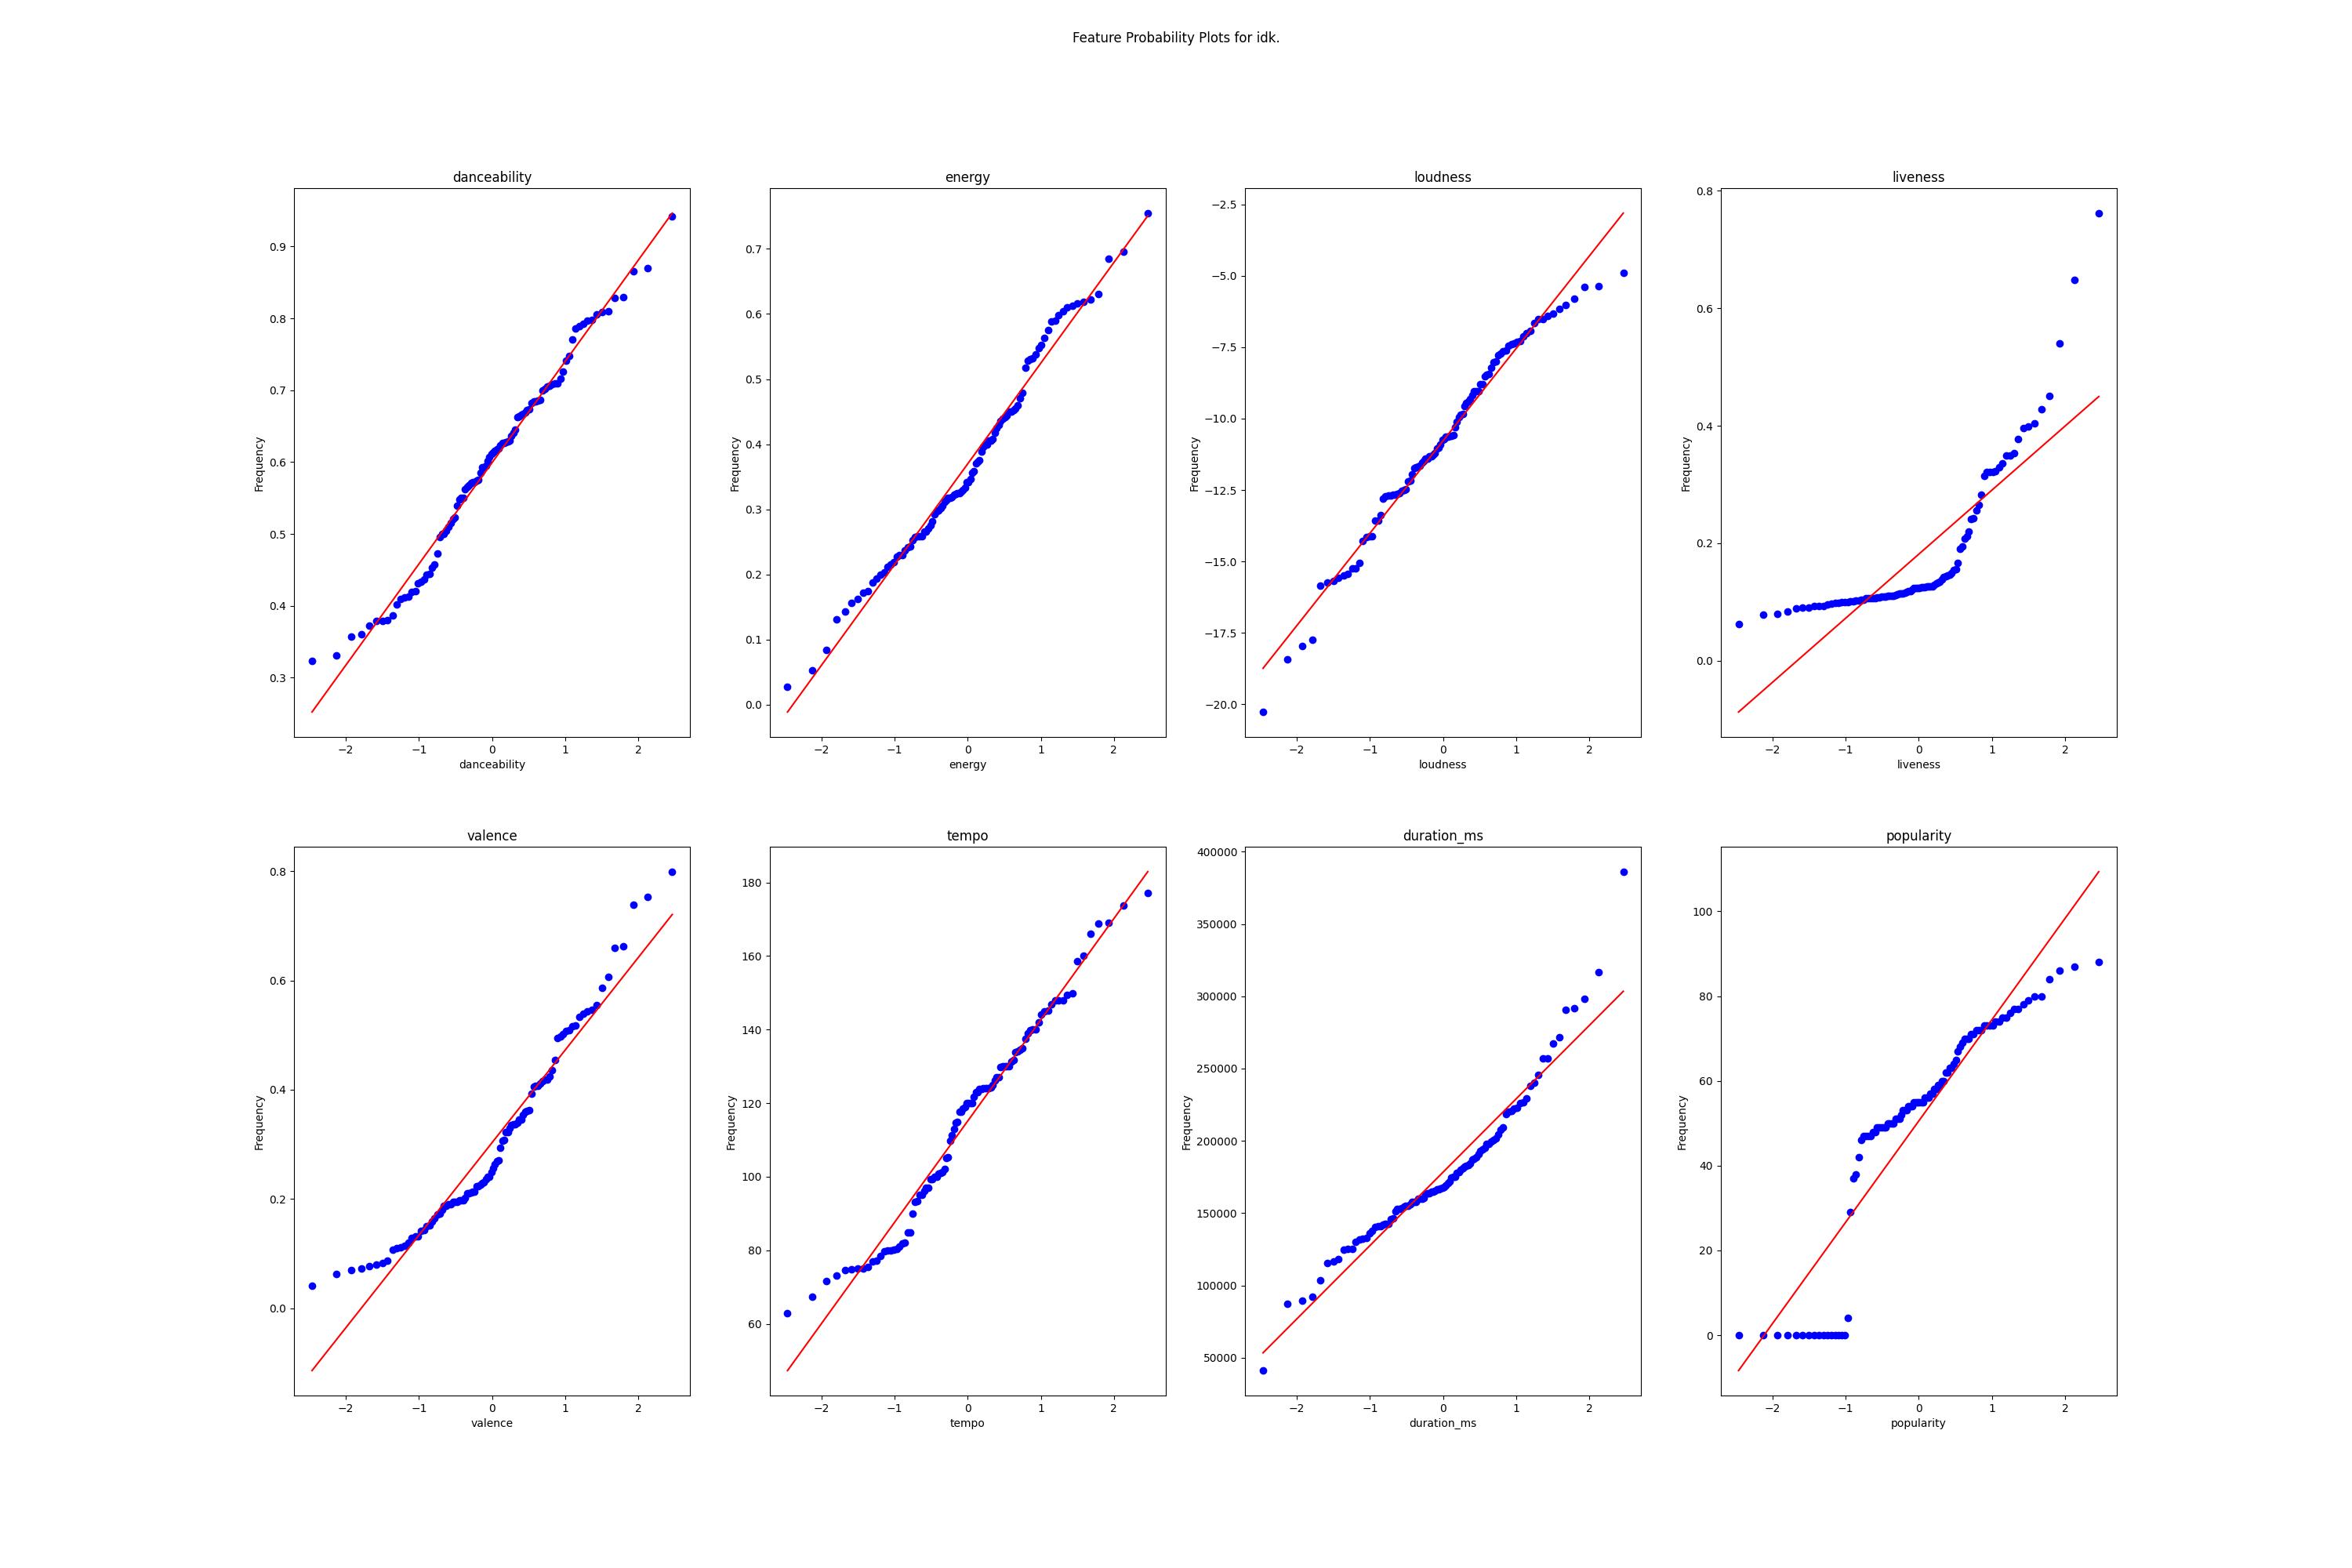 Feature Probability Plots for idk.
danceability
Frequency
0.9
0.8
0.7
0.6
0.5
0.4
0.3
−2 −1 0 1 2
danceability
energy
Frequency
0.7
0.6
0.5
0.4
0.3
0.2
0.1
0.0
−2 −1 0 1 2
energy
loudness
Frequency
−2.5
−5.0
−7.5
−10.0
−12.5
−15.0
−17.5
−20.0
−2 −1 0 1 2
loudness
liveness
Frequency
0.8
0.6
0.4
0.2
0.0
−2 −1 0 1 2
liveness
valence
Frequency
0.8
0.6
0.4
0.2
0.0
−2 −1 0 1 2
valence
tempo
Frequency
180
160
140
120
100
80
60
−2 −1 0 1 2
tempo
duration_ms
Frequency
400000
350000
300000
250000
200000
150000
100000
50000
−2 −1 0 1 2
duration_ms
popularity
Frequency
100
80
60
40
20
0
−2 −1 0 1 2
popularity